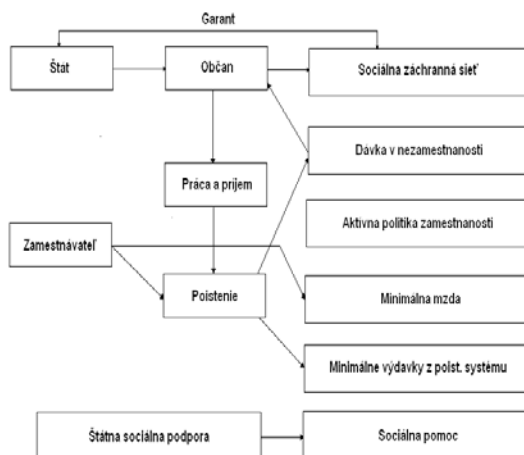 Garant
Štát
Občan
Sociálna záchranná sieť
Dávka v nezamestnanosti
Práca a príjem
Aktívna politika zamestnanosti
Zamestnávateľ
Poistenie
Minimálna mzda
Minimálne výdavky z poist. systému
Štátna sociálna podpora
Sociálna pomoc